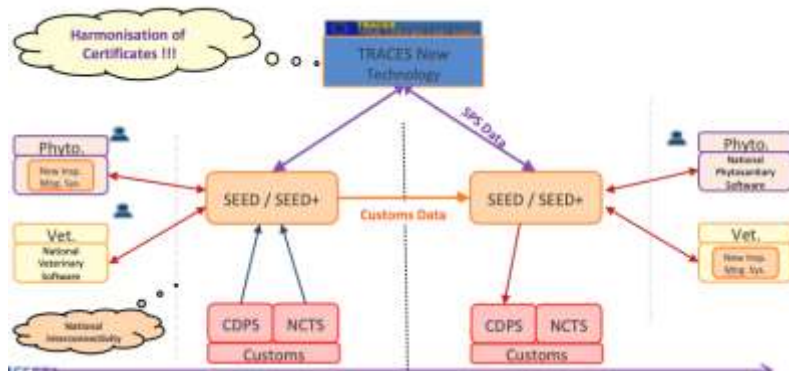 Harmonisation of
Certificates !!!
TRACES
TRACES New
Technology
SPS Data
Phyto.
New Insp.
Mng. Sys.
Phyto.
National
Phytosanitary
Software
SEED / SEED+
SEED / SEED+
Customs Data
Vet.
National
Veterinary
Software
Vet.
New Insp.
Mng. Sys.
National
Interconnectivity
CDPS
NCTS
Customs
CDPS
NCTS
Customs